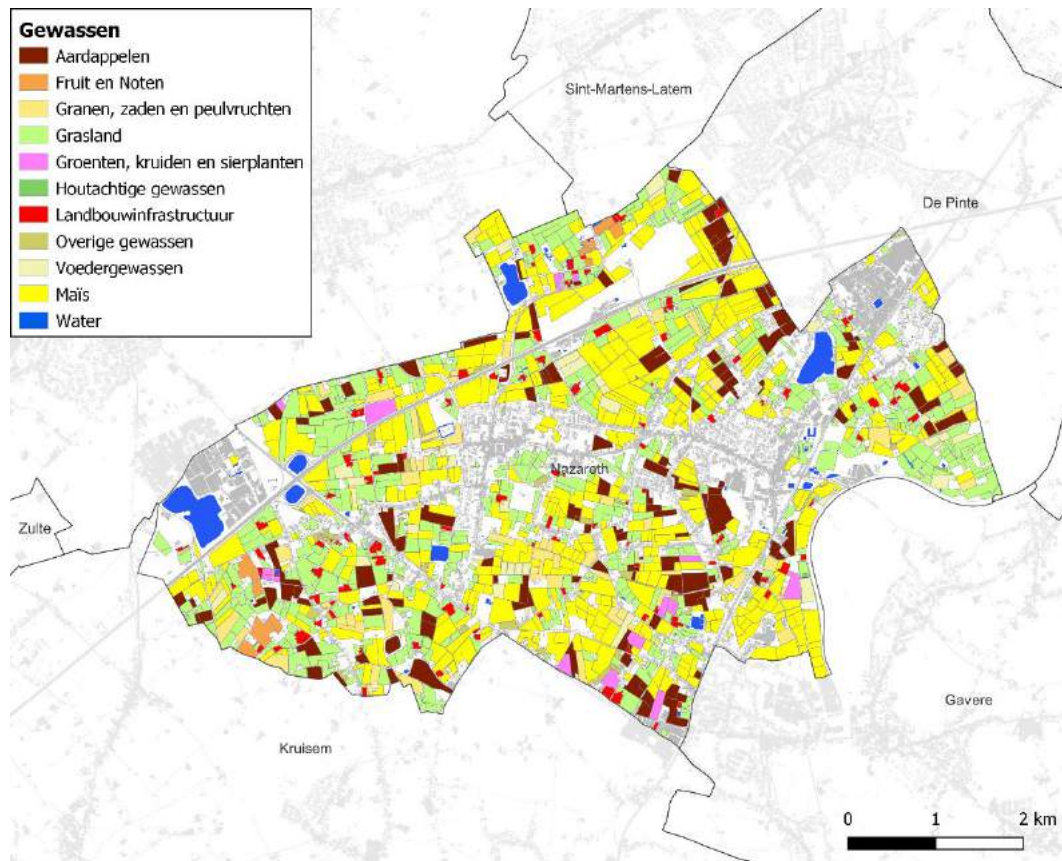 Gewassen
Aardappelen
Fruit en Noten
Granen, zaden en peulvruchten
Grasland
Groenten, kruiden en sierplanten
Houtachtige gewassen
Landbouwinfrastructuur
Overige gewassen
Voedergewassen
Maïs
Water
Sint-Martens-Latem
De Pinte
Nazareth
Zulte
Gavere
Kruisem
0 1 2 km